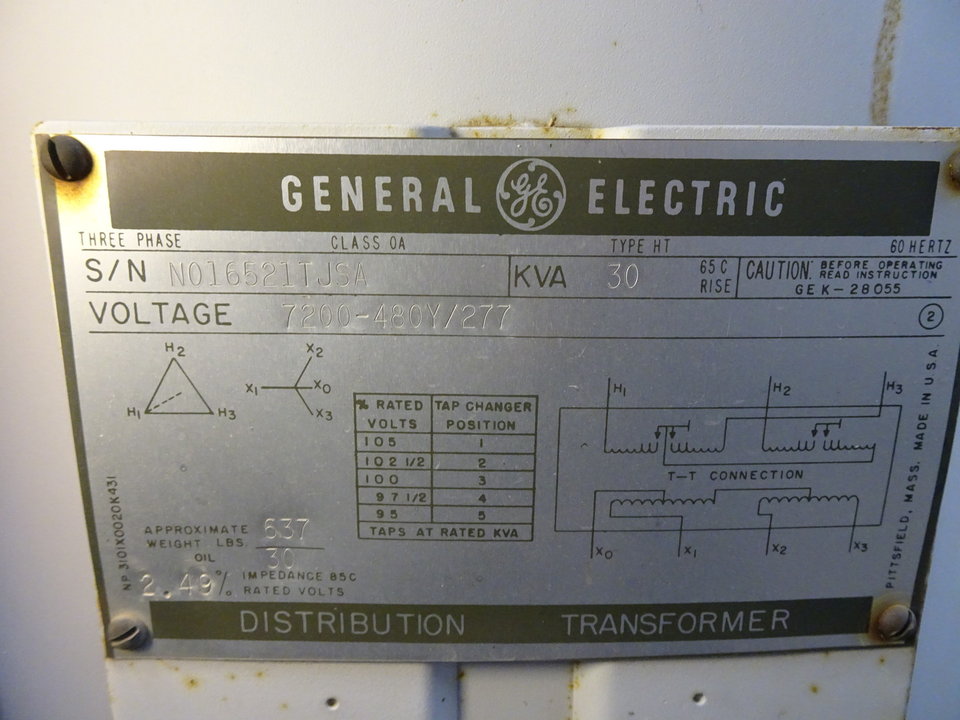 GENERAL GE ELECTRIC
THREE PHASE CLASS OA TYPE HT 60 HERTZ
S/N N016521TJSA KVA 30 65 C RISE CAUTION: BEFORE OPERATING READ INSTRUCTION GEK-28055
VOLTAGE 7200-480Y/277 2
H2
H1 H3
X2
X1 X0
X3
% RATED VOLTS TAP CHANGER POSITION
105 1
102 1/2 2
100 3
97 1/2 4
95 5
TAPS AT RATED KVA
H1 H2 H3
T-T CONNECTION
X0 X1 X2 X3
PITTSFIELD, MASS. MADE IN U.S.A.
NP 3101X0020K431
APPROXIMATE WEIGHT LBS. 637
OIL 30
2.49% IMPEDANCE 85C RATED VOLTS
DISTRIBUTION TRANSFORMER